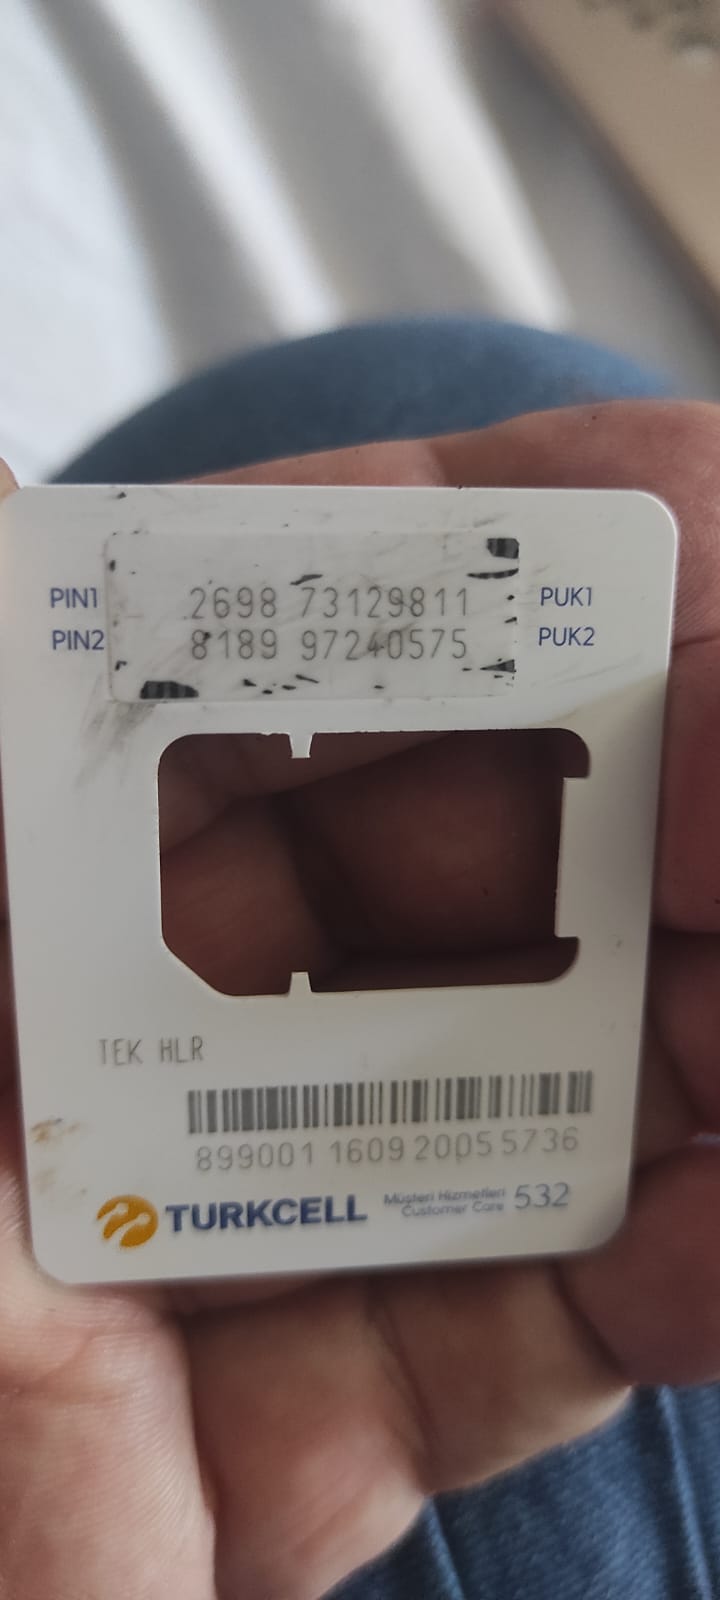 PIN1 2698 73129811 PUK1
PIN2 8189 97240575 PUK2
TEK HLR
899001 1609 2005 5736
TURKCELL Müşteri Hizmetleri 532
Customer Care